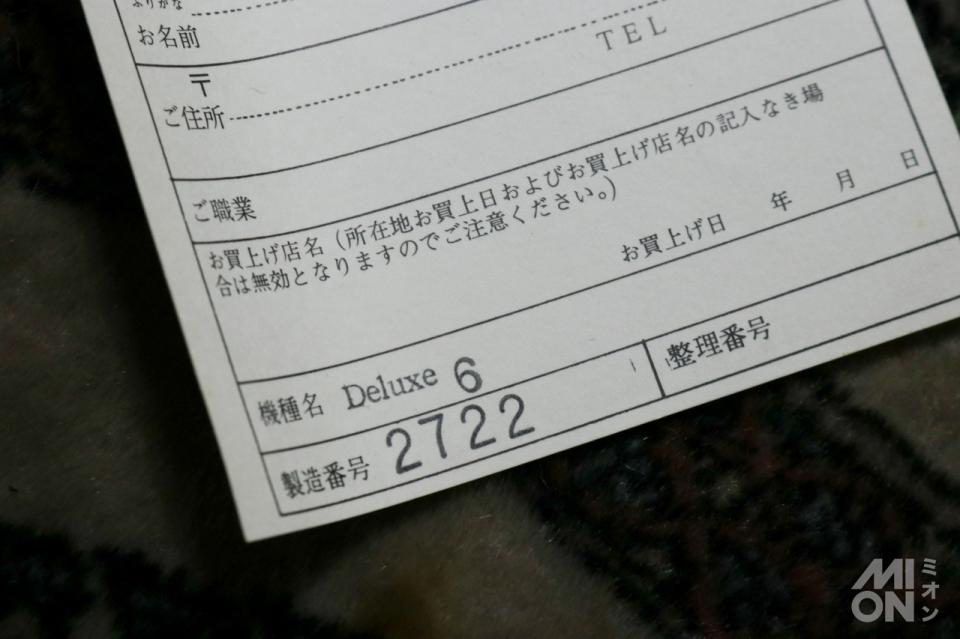 ふりがな
お名前
〒
TEL
ご住所
ご職業
お買上げ店名（所在地お買上日およびお買上げ店名の記入なき場
合は無効となりますのでご注意ください。）
お買上げ日 年 月 日
機種名 Deluxe 6
整理番号
製造番号 2722
MI
ON
ミオン